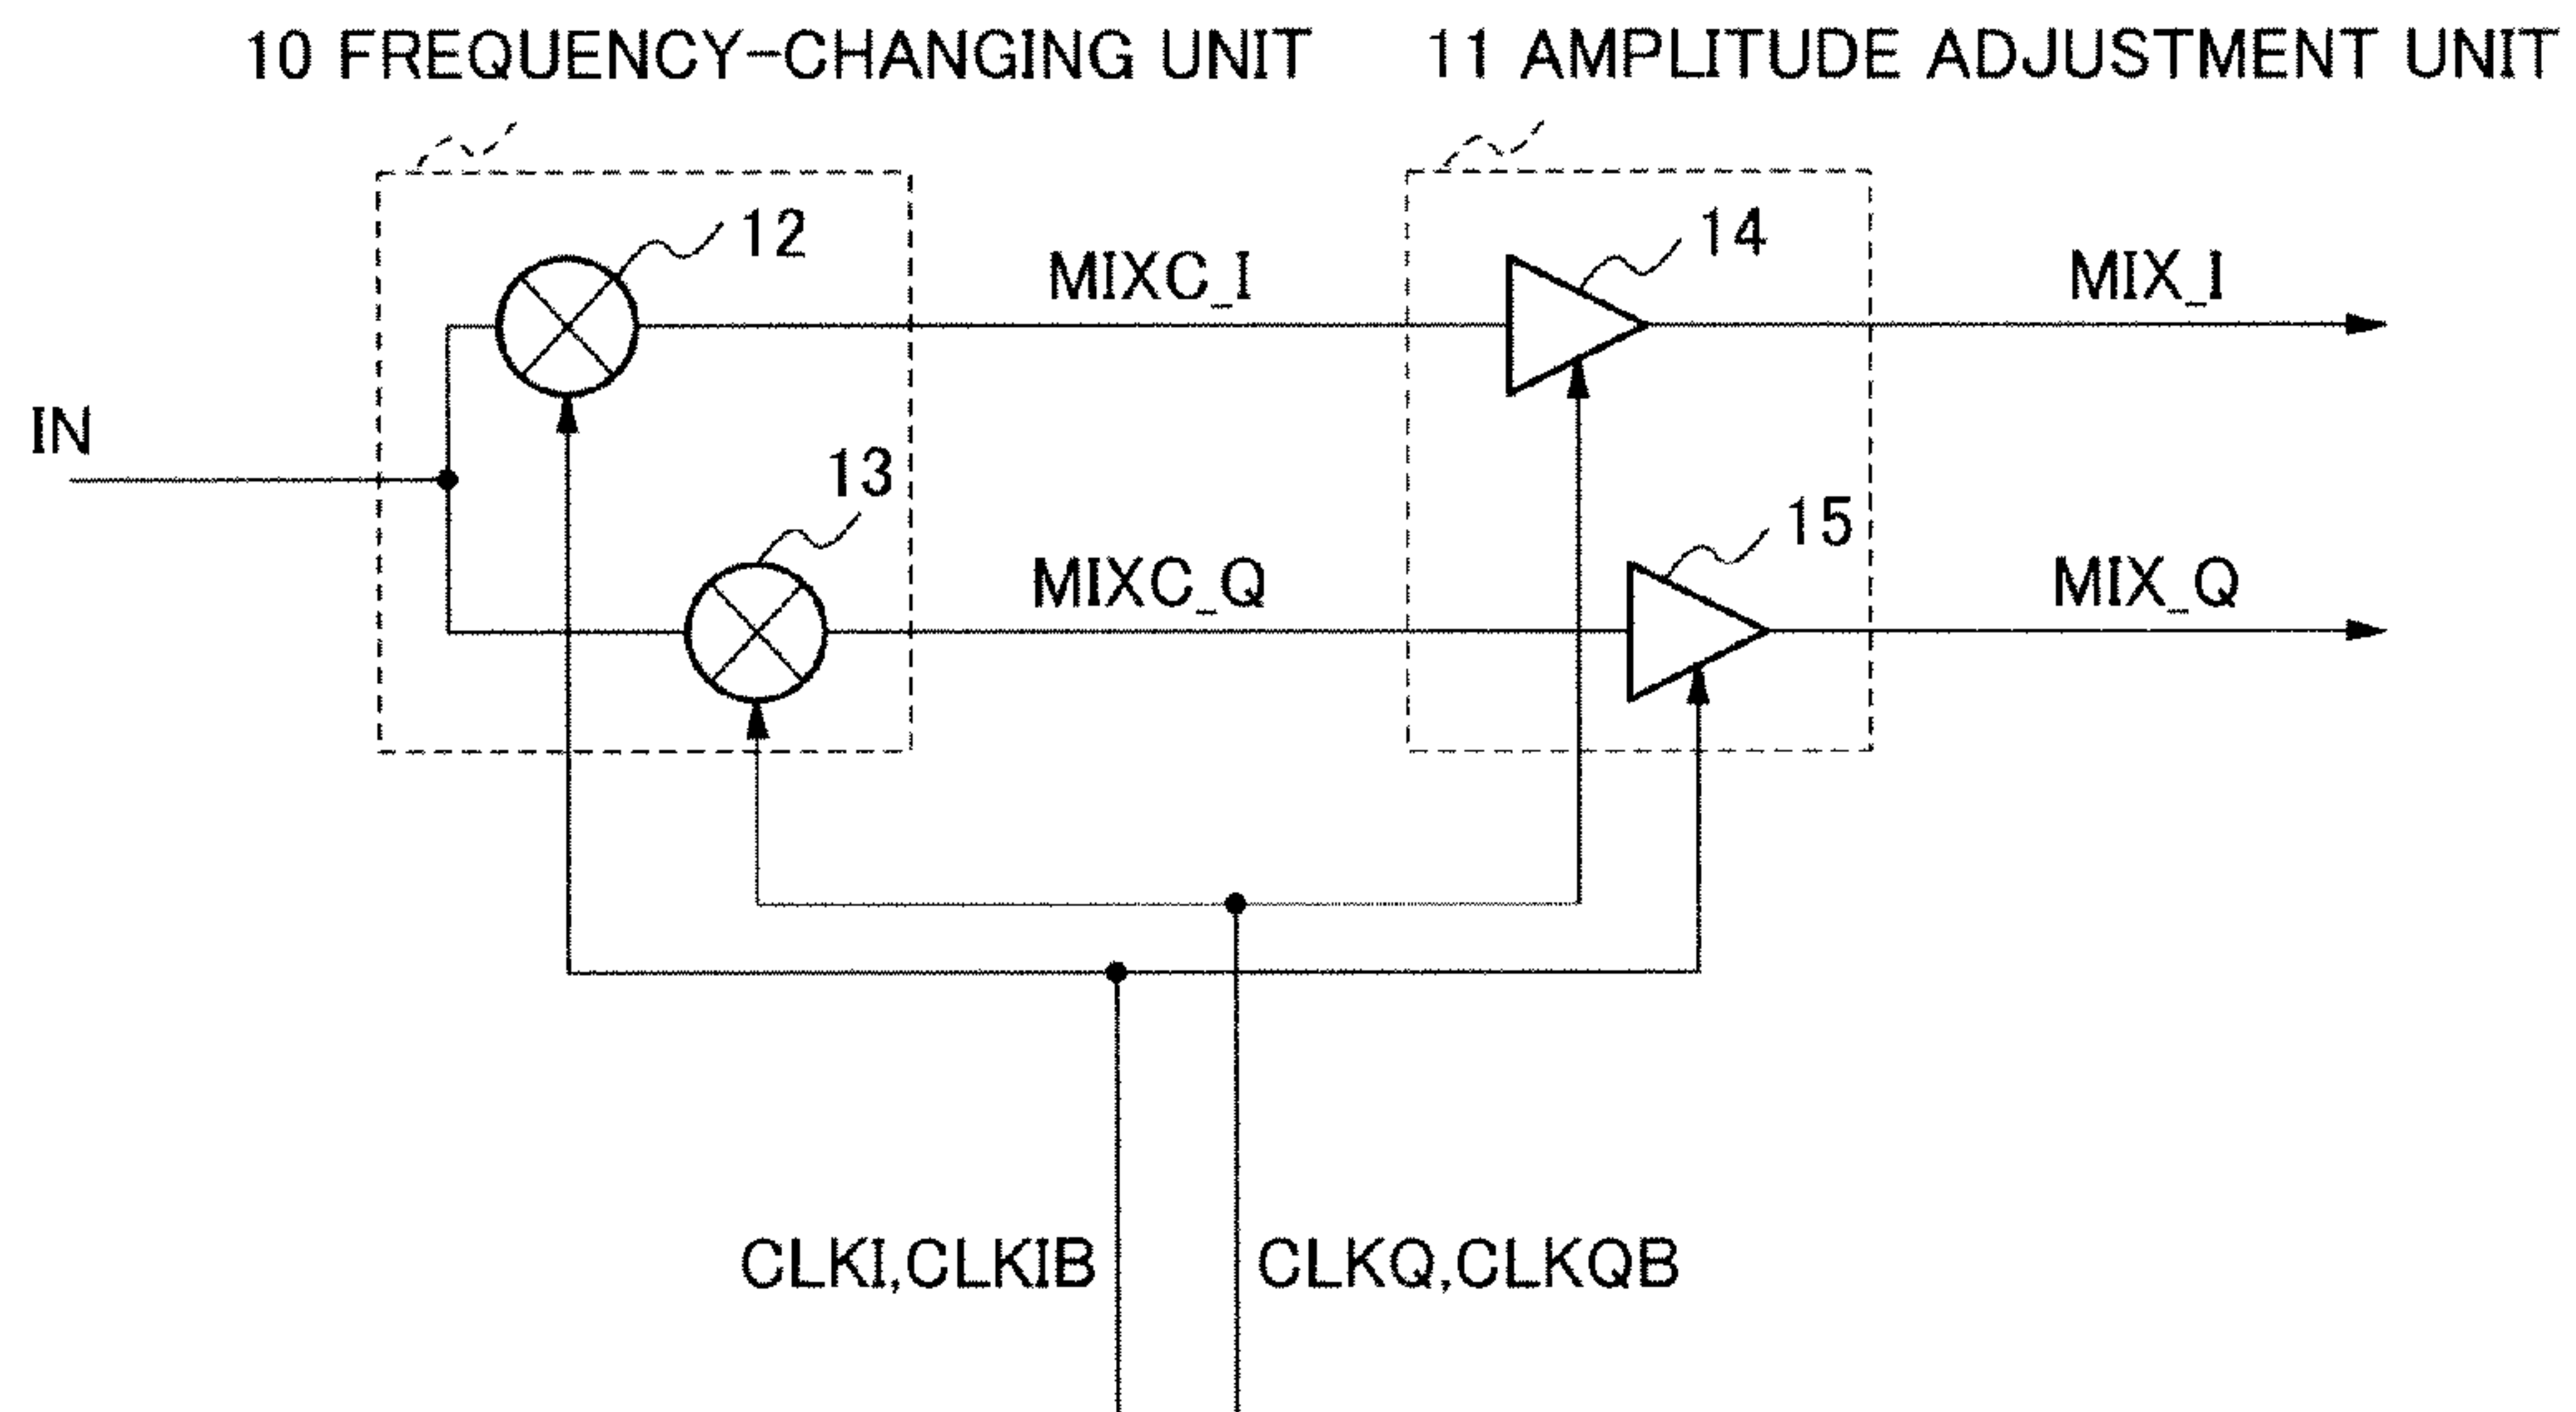 10 FREQUENCY-CHANGING UNIT
11 AMPLITUDE ADJUSTMENT UNIT
12
14
MIXC_I
MIX_I
IN
13
15
MIXC_Q
MIX_Q
CLKI,CLKIB
CLKQ,CLKQB